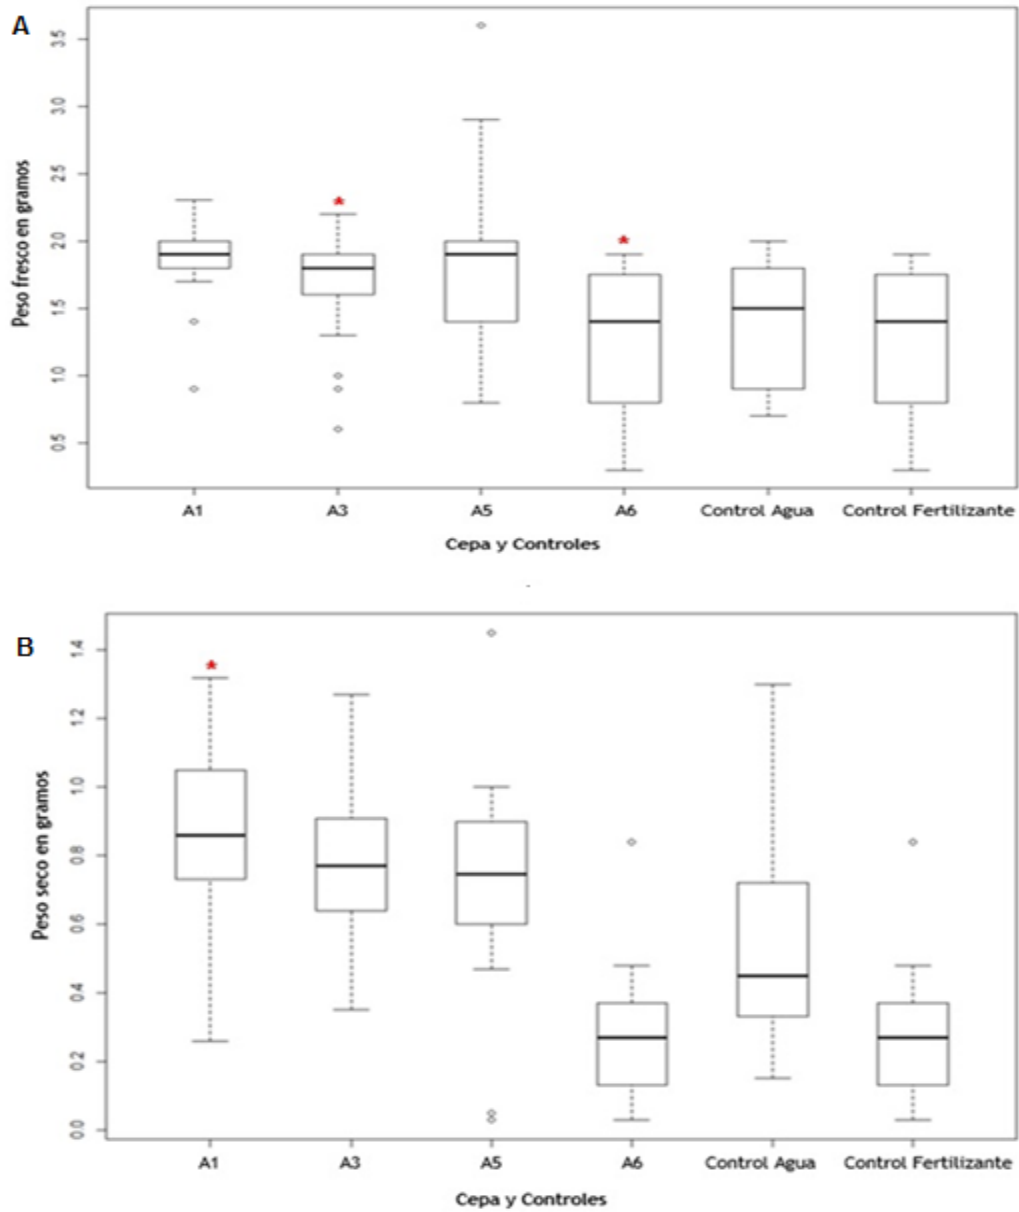 A
Peso fresco en gramos
3.5
3.0
2.5
2.0
1.5
1.0
0.5
A1 A3 A5 A6 Control Agua Control Fertilizante
Cepa y Controles
B
Peso seco en gramos
1.4
1.2
1.0
0.8
0.6
0.4
0.2
0.0
A1 A3 A5 A6 Control Agua Control Fertilizante
Cepa y Controles